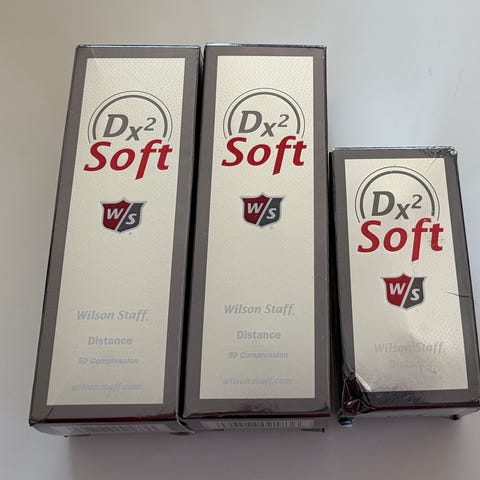 Dx²
Soft
W/S
Wilson Staff
Distance
50 Compression
wilsonstaff.com
Dx²
Soft
W/S
Wilson Staff
Distance
50 Compression
wilsonstaff.com
Dx²
Soft
W/S
Wilson Staff
Distance